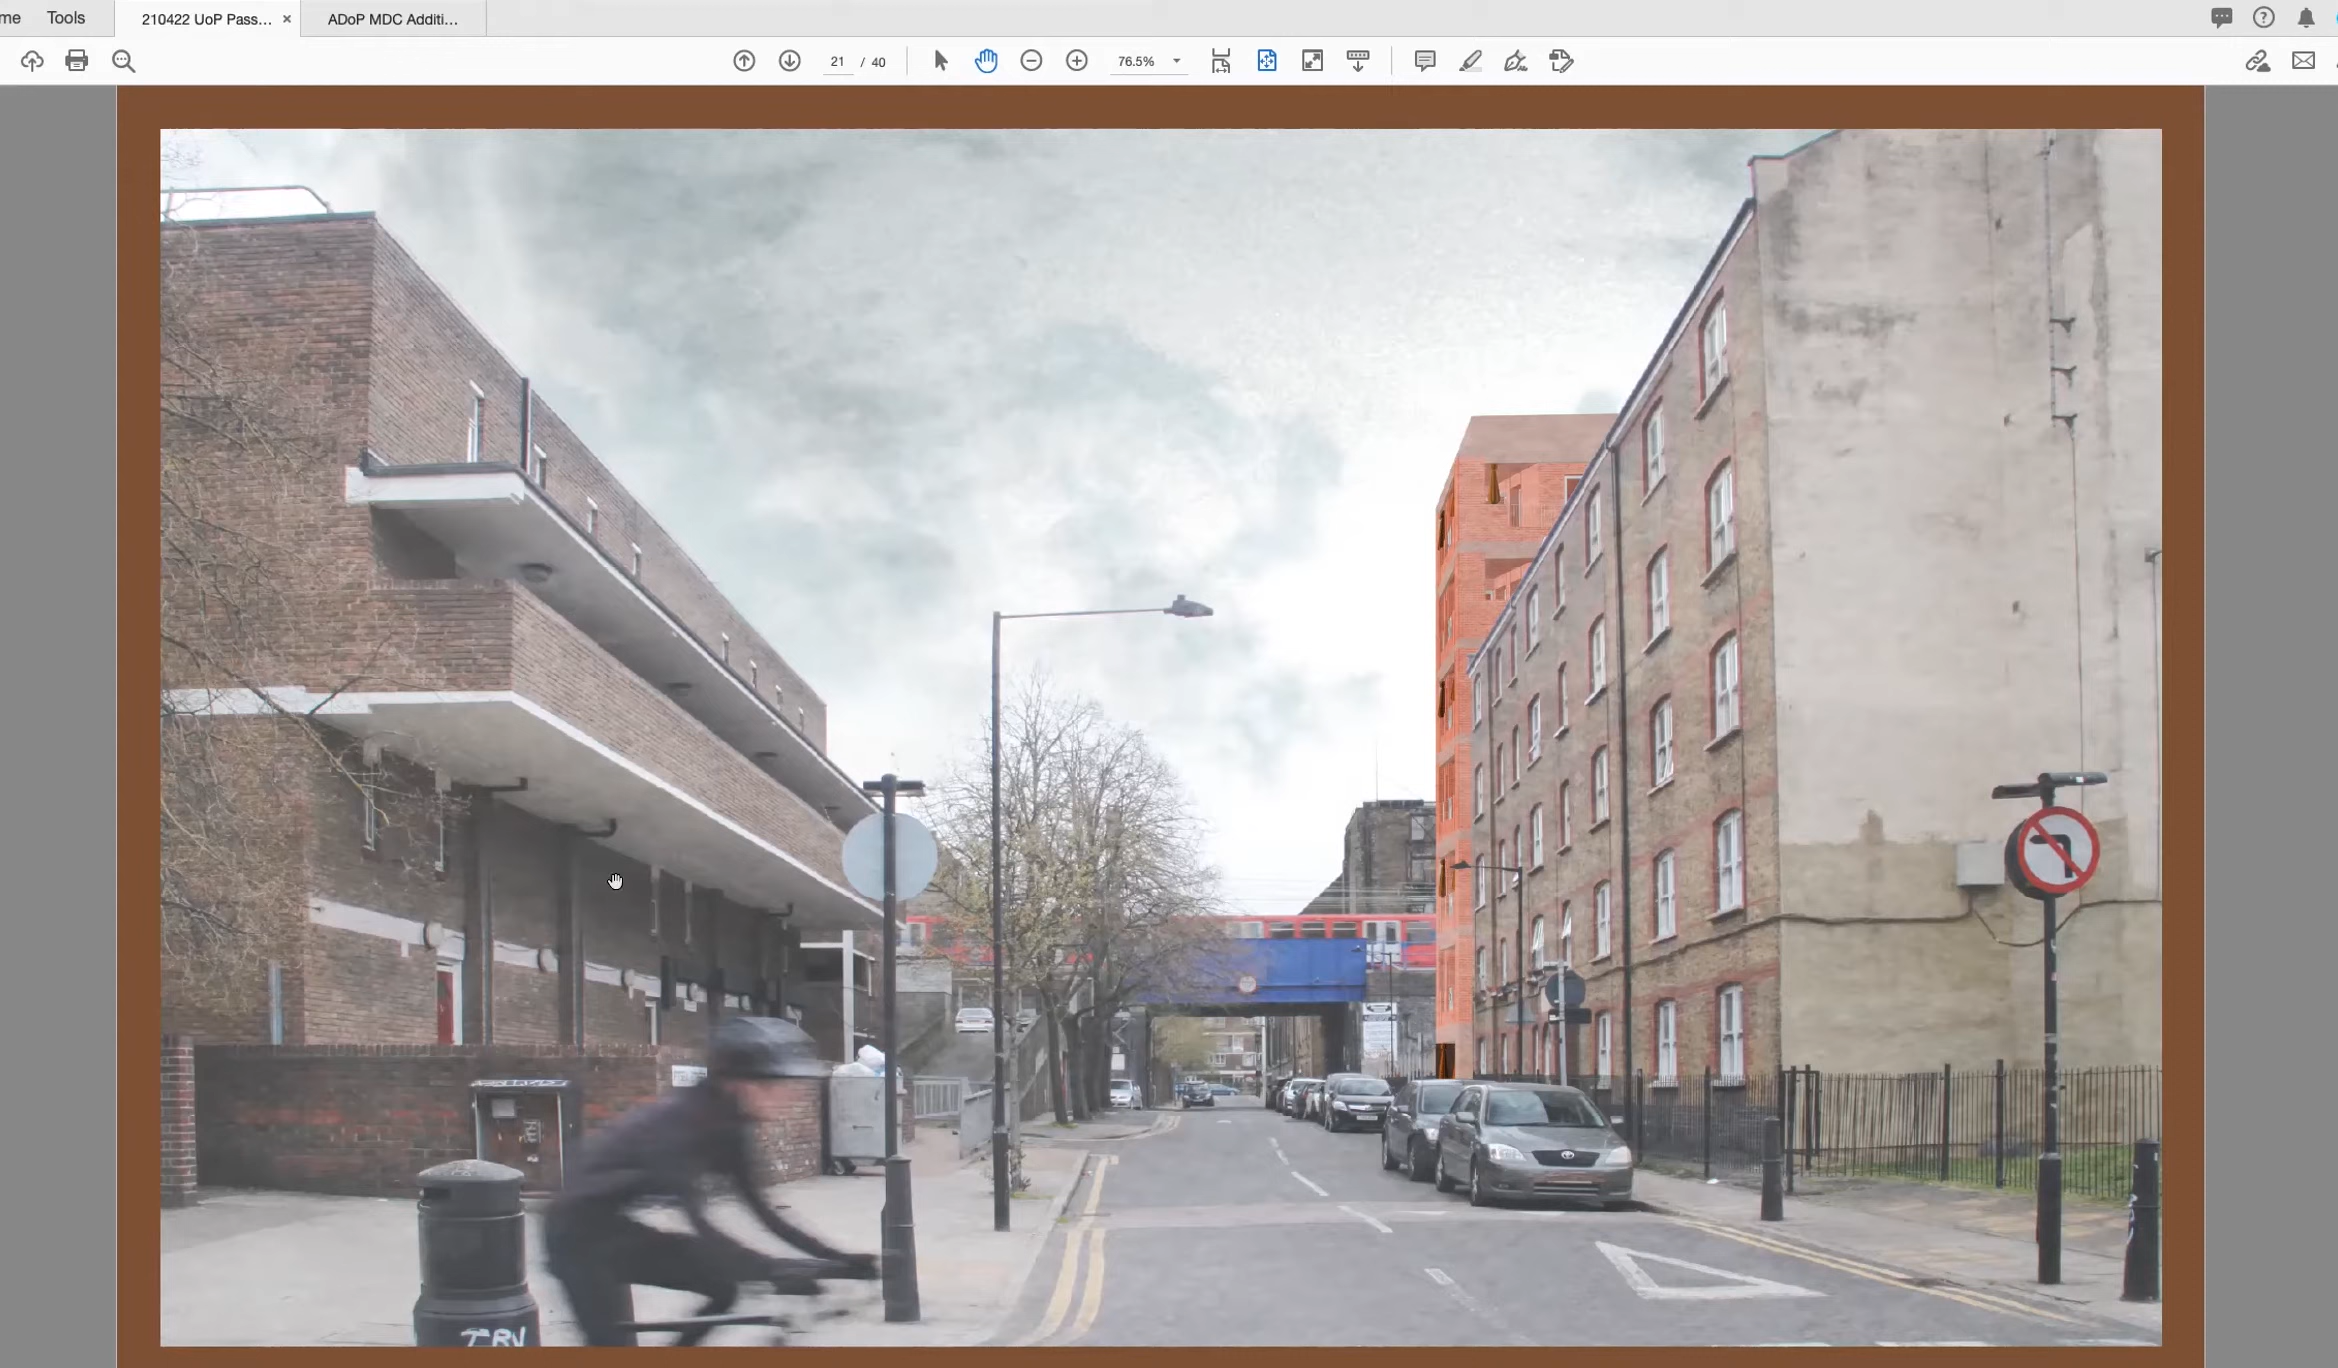 me
Tools
210422 UoP Pass... ×
ADoP MDC Additi...
21 / 40
76.5%